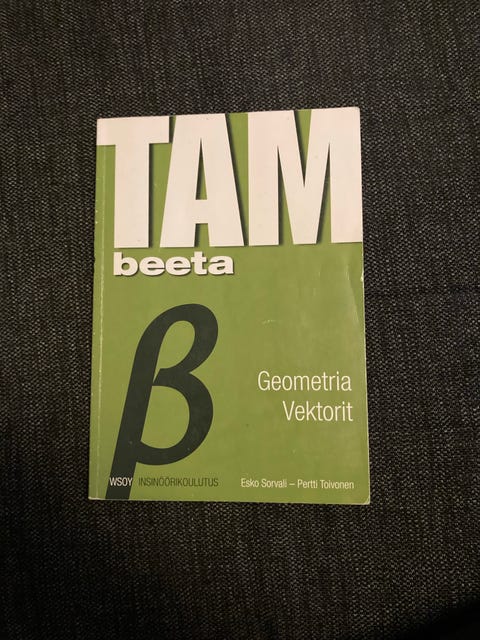 TAM
beeta
β
Geometria
Vektorit
WSOY INSINÖÖRIKOULUTUS
Esko Sorvali – Pertti Toivonen